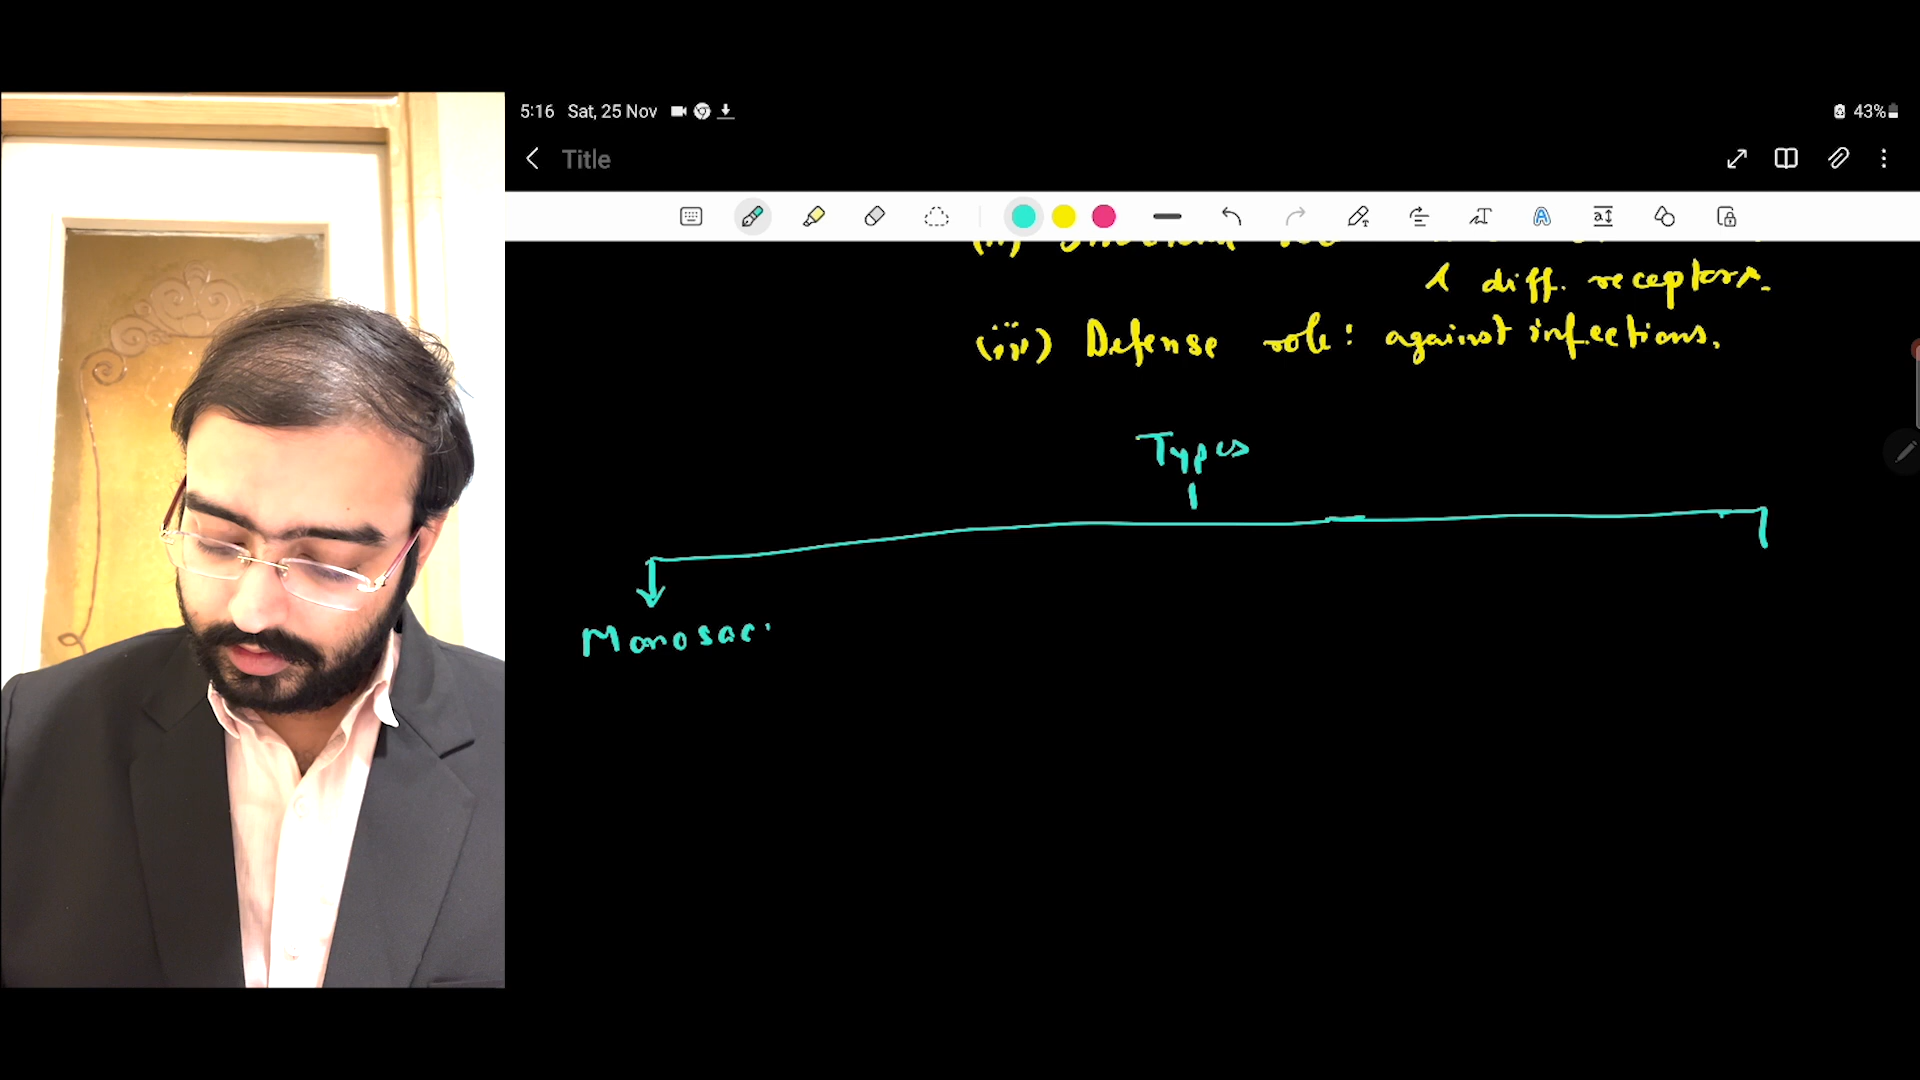 5:16 Sat, 25 Nov 43%
Title
& diff. receptors.
(iii) Defense role: against infections.
Types
Monosac.